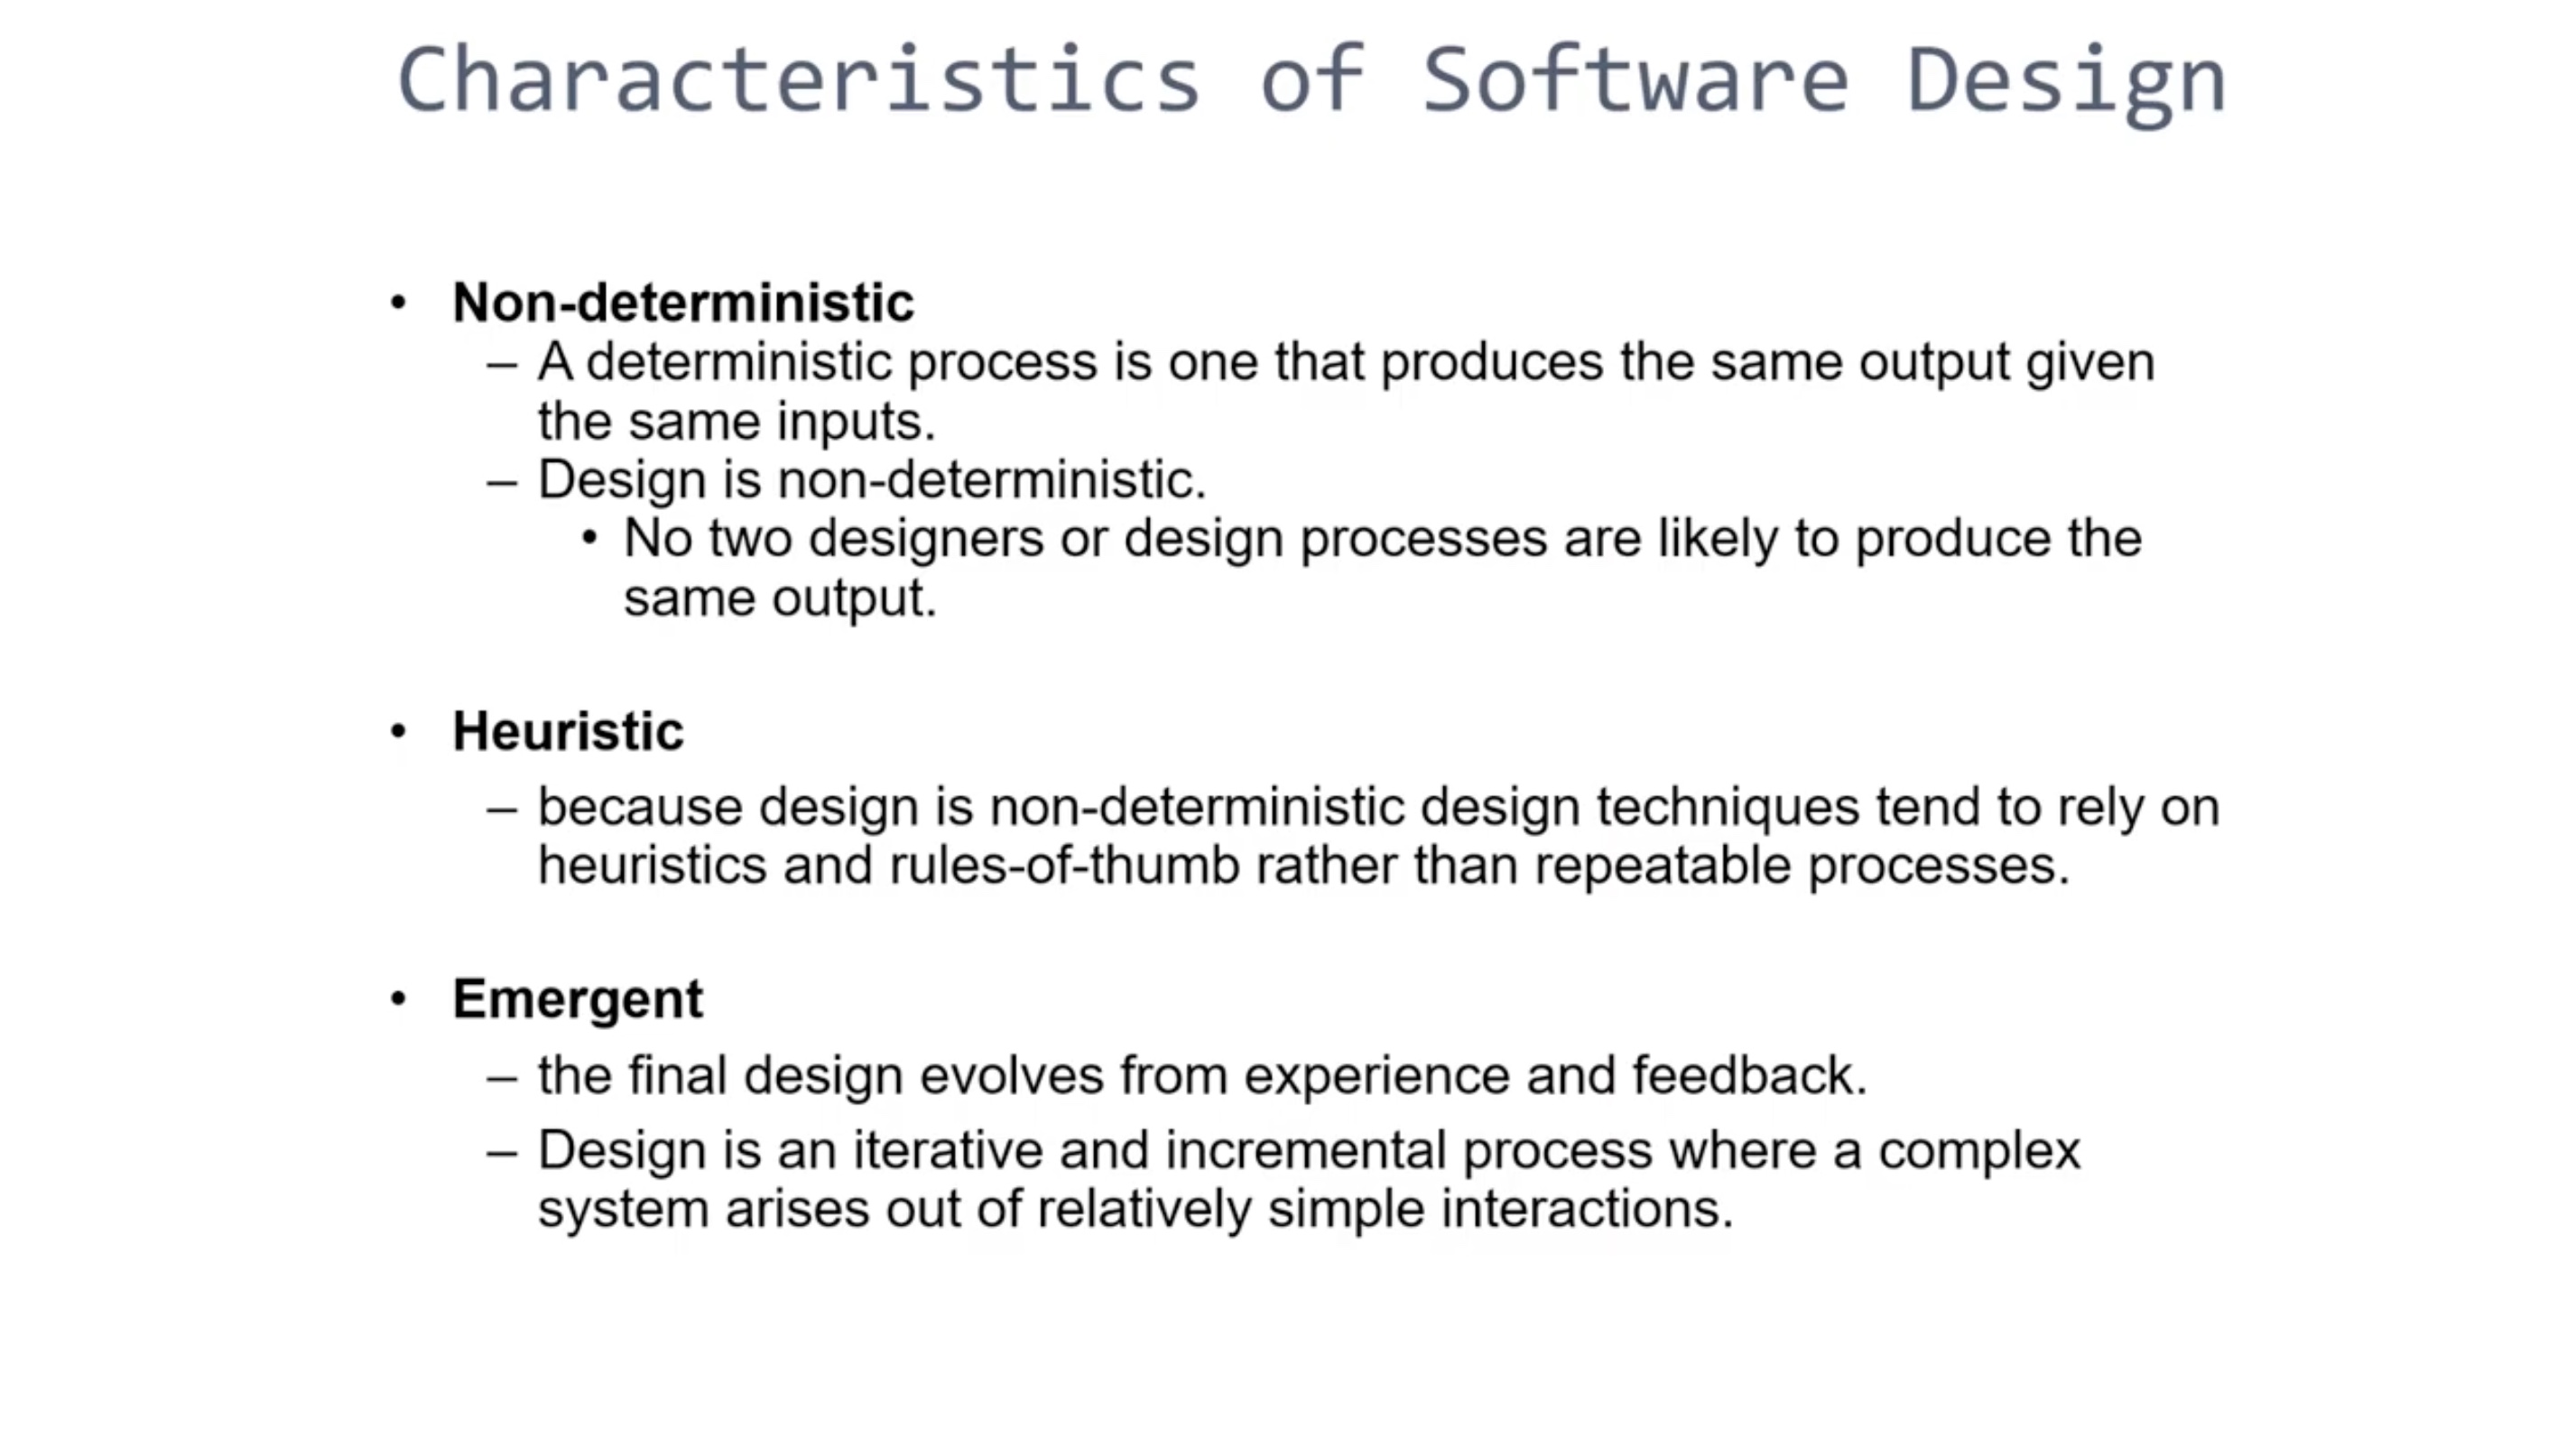 Characteristics of Software Design
• Non-deterministic
– A deterministic process is one that produces the same output given
the same inputs.
– Design is non-deterministic.
• No two designers or design processes are likely to produce the
same output.
• Heuristic
– because design is non-deterministic design techniques tend to rely on
heuristics and rules-of-thumb rather than repeatable processes.
• Emergent
– the final design evolves from experience and feedback.
– Design is an iterative and incremental process where a complex
system arises out of relatively simple interactions.